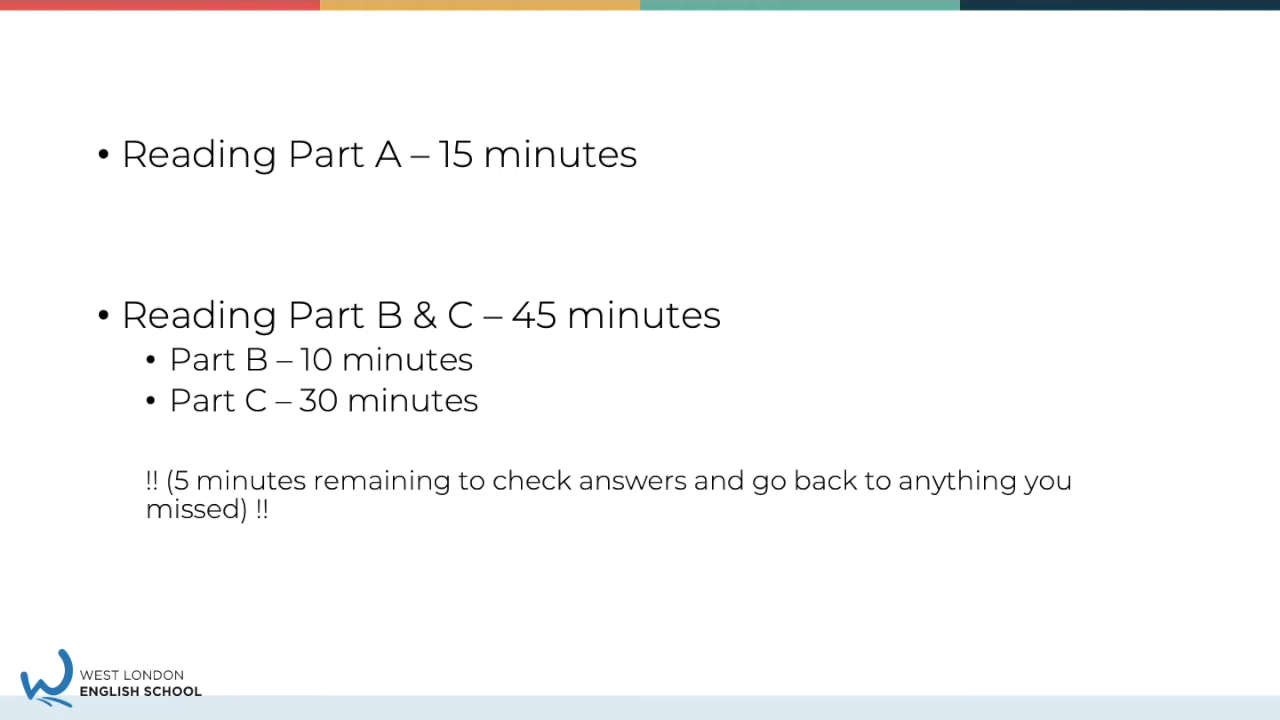 • Reading Part A – 15 minutes
• Reading Part B & C – 45 minutes
• Part B – 10 minutes
• Part C – 30 minutes
!! (5 minutes remaining to check answers and go back to anything you
missed) !!
WEST LONDON
ENGLISH SCHOOL